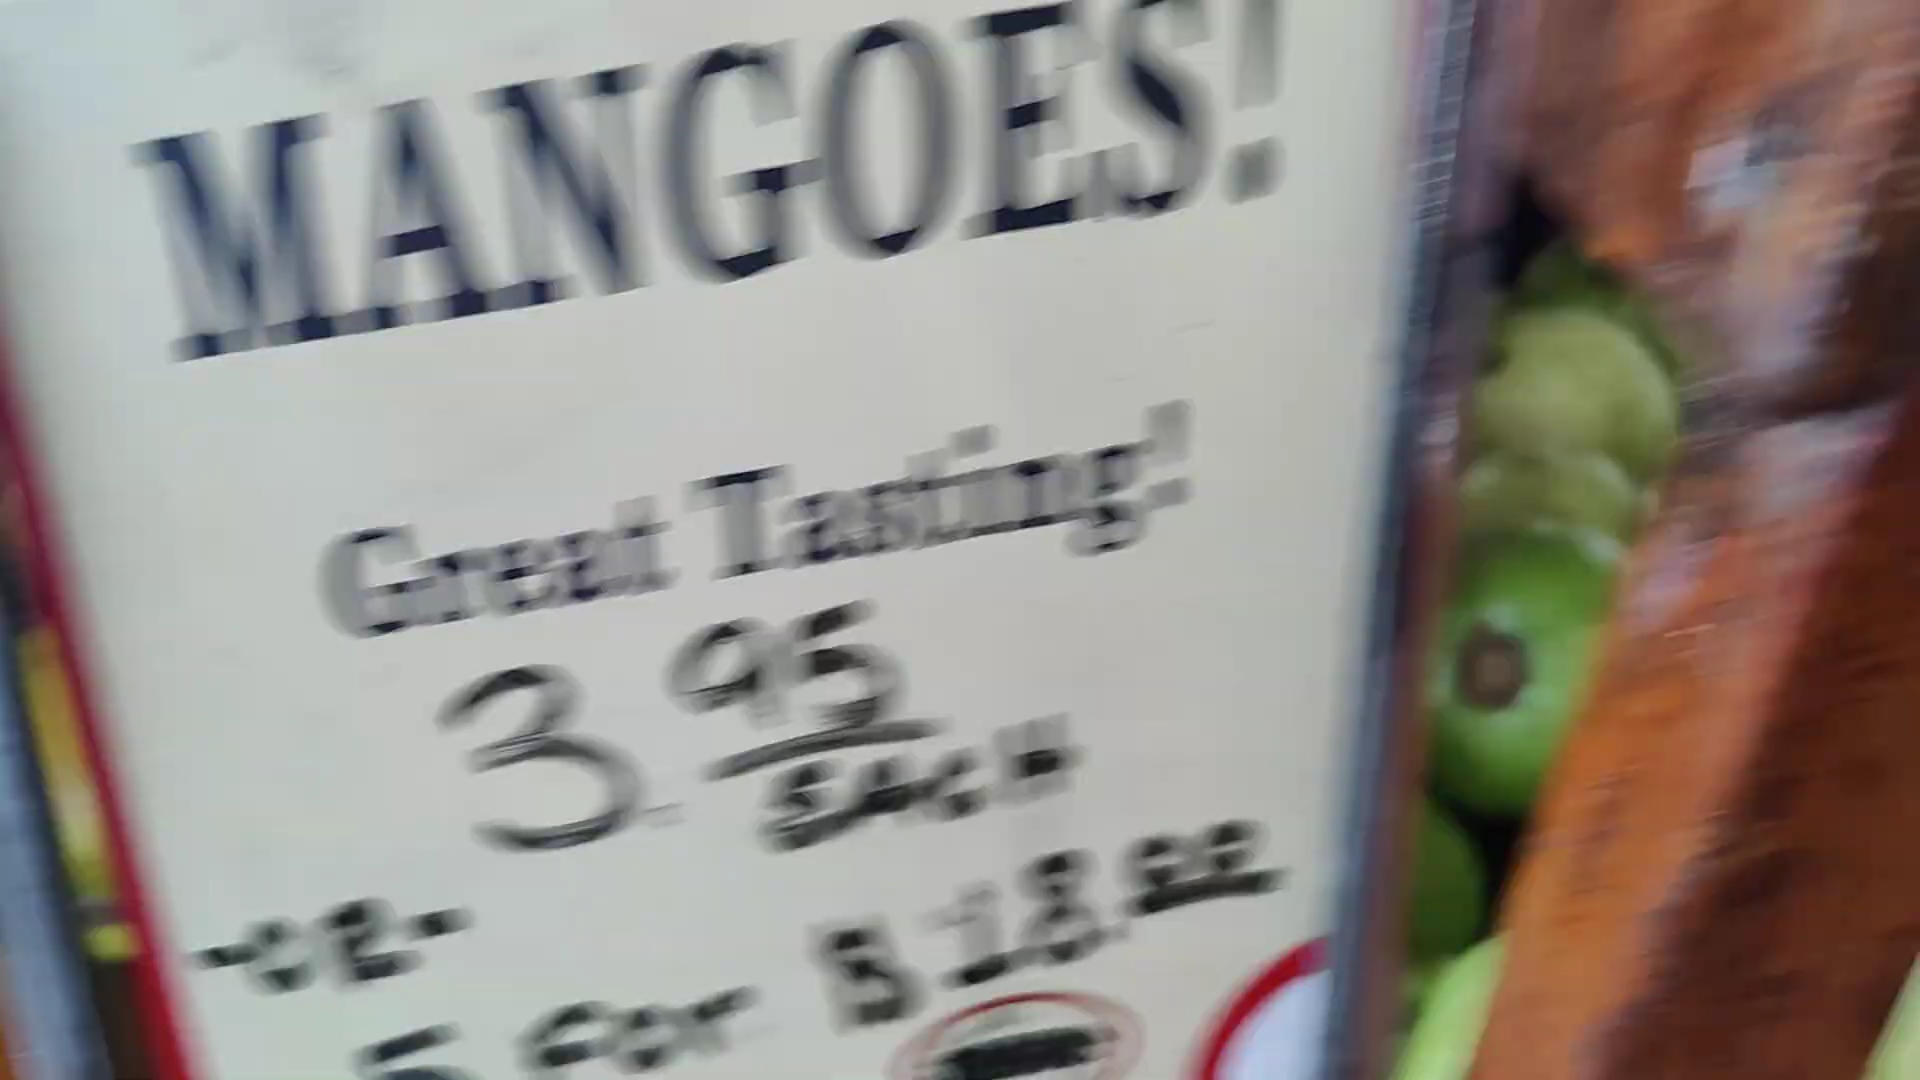 MANGOES!
Great Tasting!
3.95
EACH
-OR-
5 For $18.00